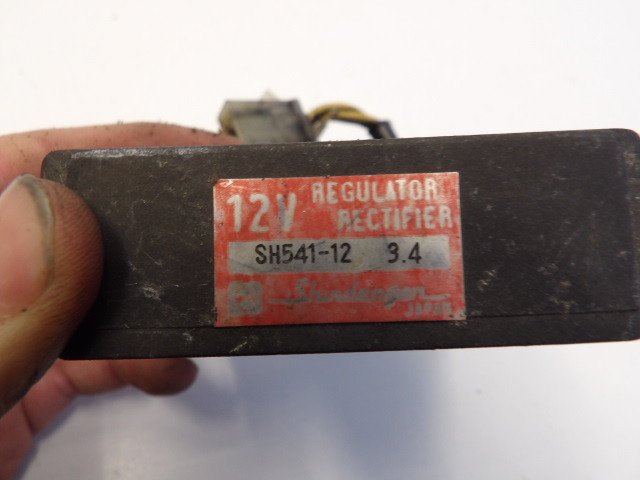 12V REGULATOR
RECTIFIER
SH541-12 3.4
Shindengen
JAPAN